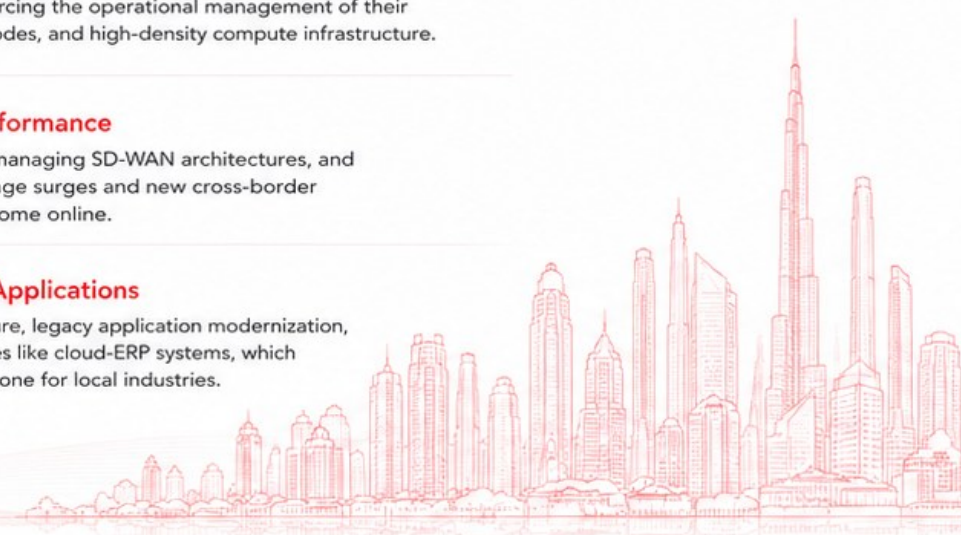 rcing the operational management of their
odes, and high-density compute infrastructure.
formance
managing SD-WAN architectures, and
ge surges and new cross-border
ome online.
Applications
re, legacy application modernization,
s like cloud-ERP systems, which
one for local industries.